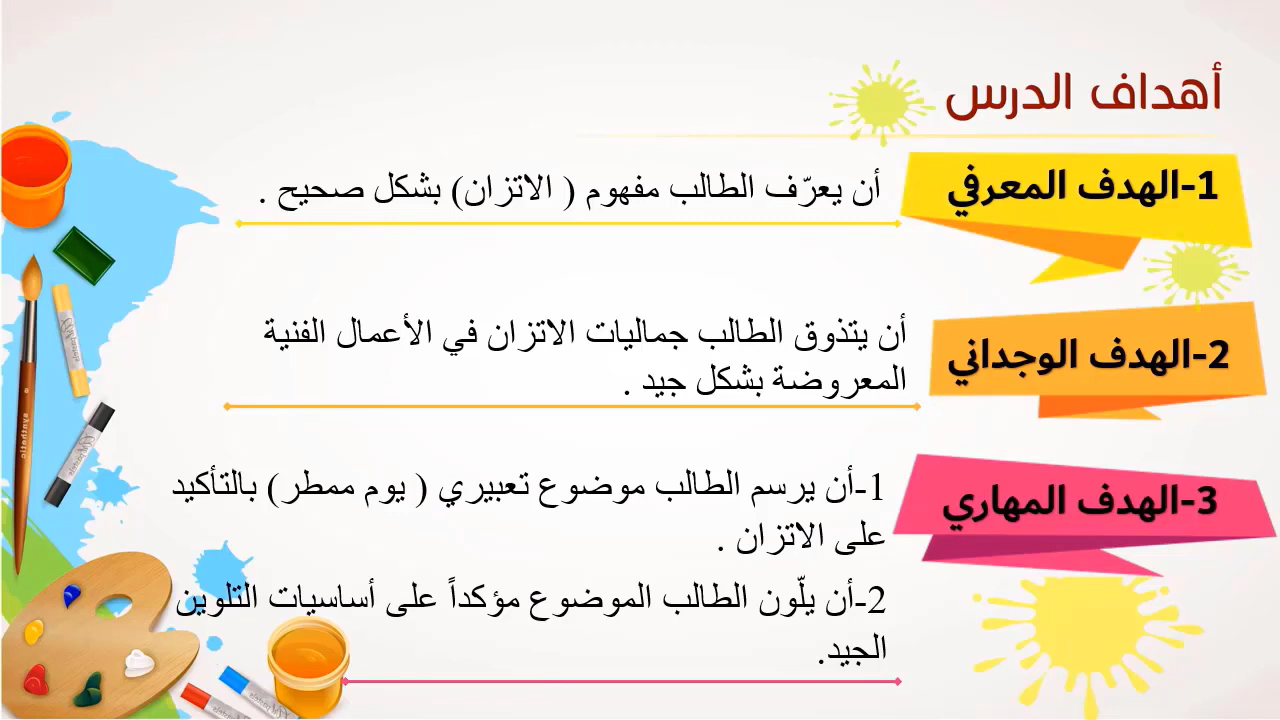 أهداف الدرس
1-الهدف المعرفي
أن يعرّف الطالب مفهوم ( الاتزان) بشكل صحيح .
2-الهدف الوجداني
أن يتذوق الطالب جماليات الاتزان في الأعمال الفنية
المعروضة بشكل جيد .
3-الهدف المهاري
1-أن يرسم الطالب موضوع تعبيري ( يوم ممطر) بالتأكيد
على الاتزان .
2-أن يلّون الطالب الموضوع مؤكداً على أساسيات التلوين
الجيد.